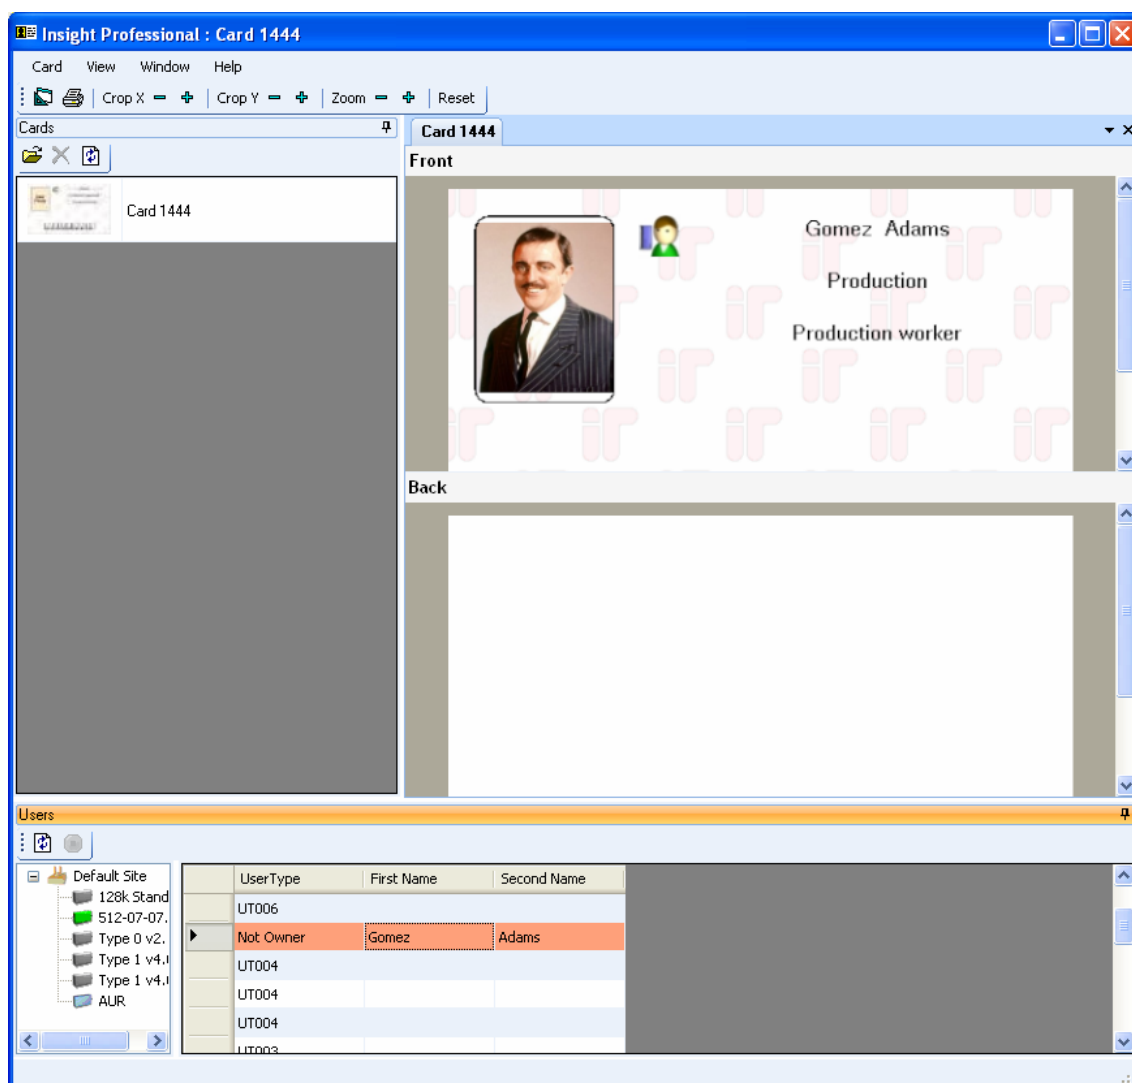 Insight Professional : Card 1444
Card View Window Help
Crop X Crop Y Zoom Reset
Cards
Card 1444
Card 1444
Front
Gomez Adams
Production
Production worker
Back
Users
Default Site
128k Stand
512-07-07.
Type 0 v2.
Type 1 v4.
Type 1 v4.
AUR
UserType First Name Second Name
UT006
Not Owner Gomez Adams
UT004
UT004
UT004
UT003